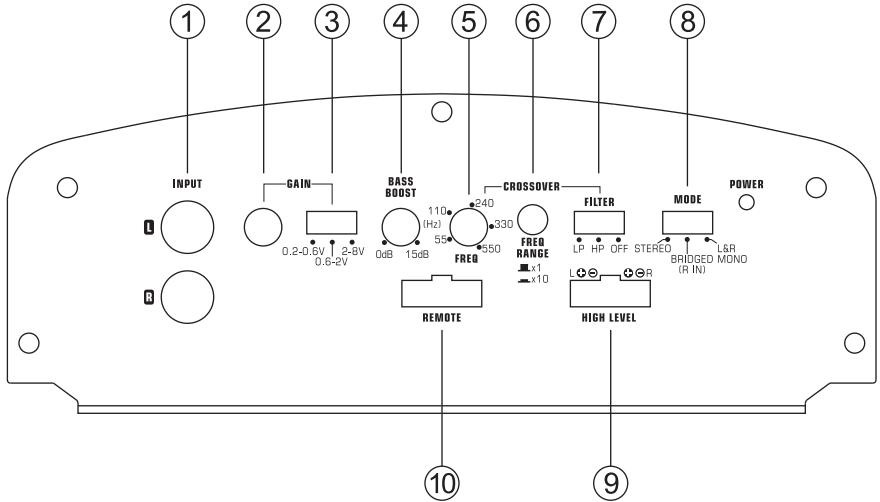 1 2 3 4 5 6 7 8
INPUT
GAIN
BASS
BOOST
CROSSOVER
FILTER
MODE
POWER
L
R
0.2-0.6V 2-8V
0.6-2V
0dB 15dB
110 240
(Hz) 330
55 550
FREQ
FREQ
RANGE
x1
x10
LP HP OFF
STEREO L&R
BRIDGED MONO
(R IN)
L + - + - R
REMOTE
HIGH LEVEL
10 9